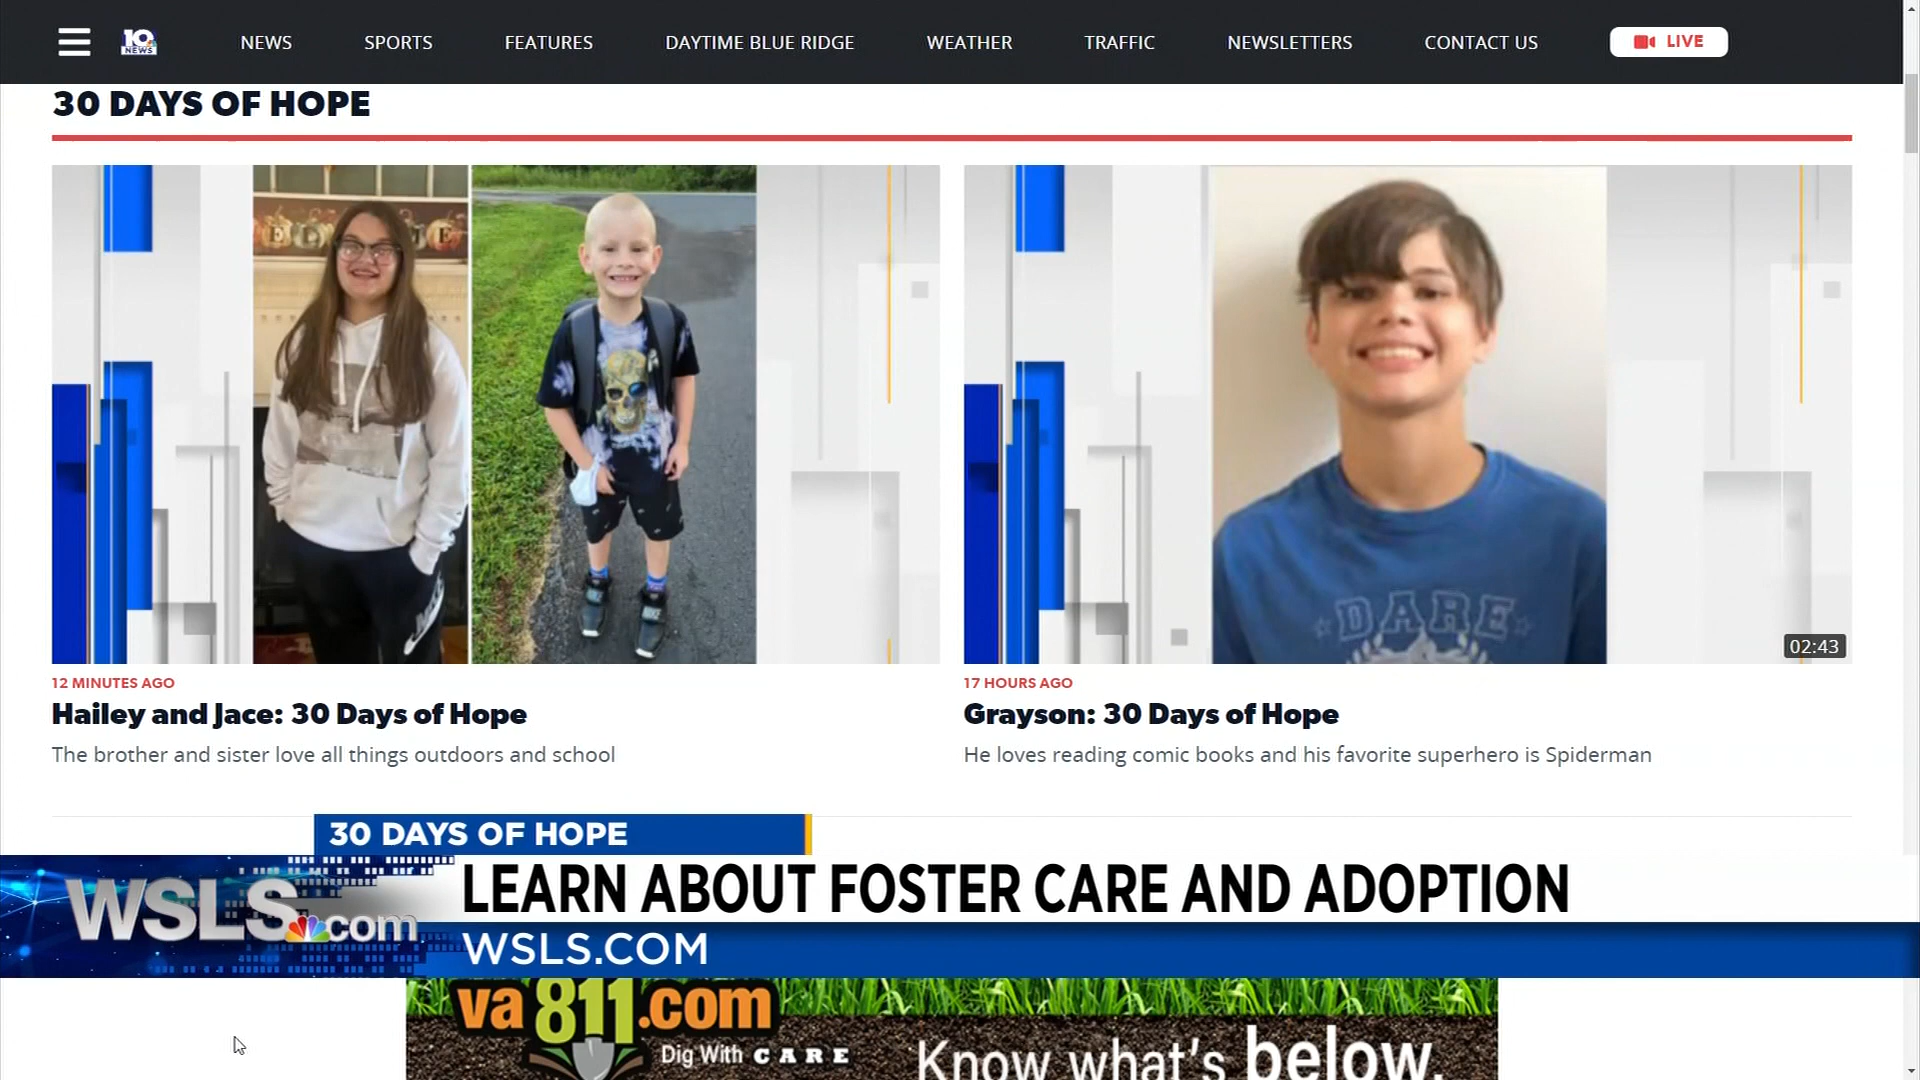 10
NEWS
NEWS SPORTS FEATURES DAYTIME BLUE RIDGE WEATHER TRAFFIC NEWSLETTERS CONTACT US LIVE
30 DAYS OF HOPE
DARE
02:43
12 MINUTES AGO
Hailey and Jace: 30 Days of Hope
The brother and sister love all things outdoors and school
17 HOURS AGO
Grayson: 30 Days of Hope
He loves reading comic books and his favorite superhero is Spiderman
30 DAYS OF HOPE
LEARN ABOUT FOSTER CARE AND ADOPTION
WSLS.com
WSLS.COM
va811.com
Dig With CARE
Know what's below.